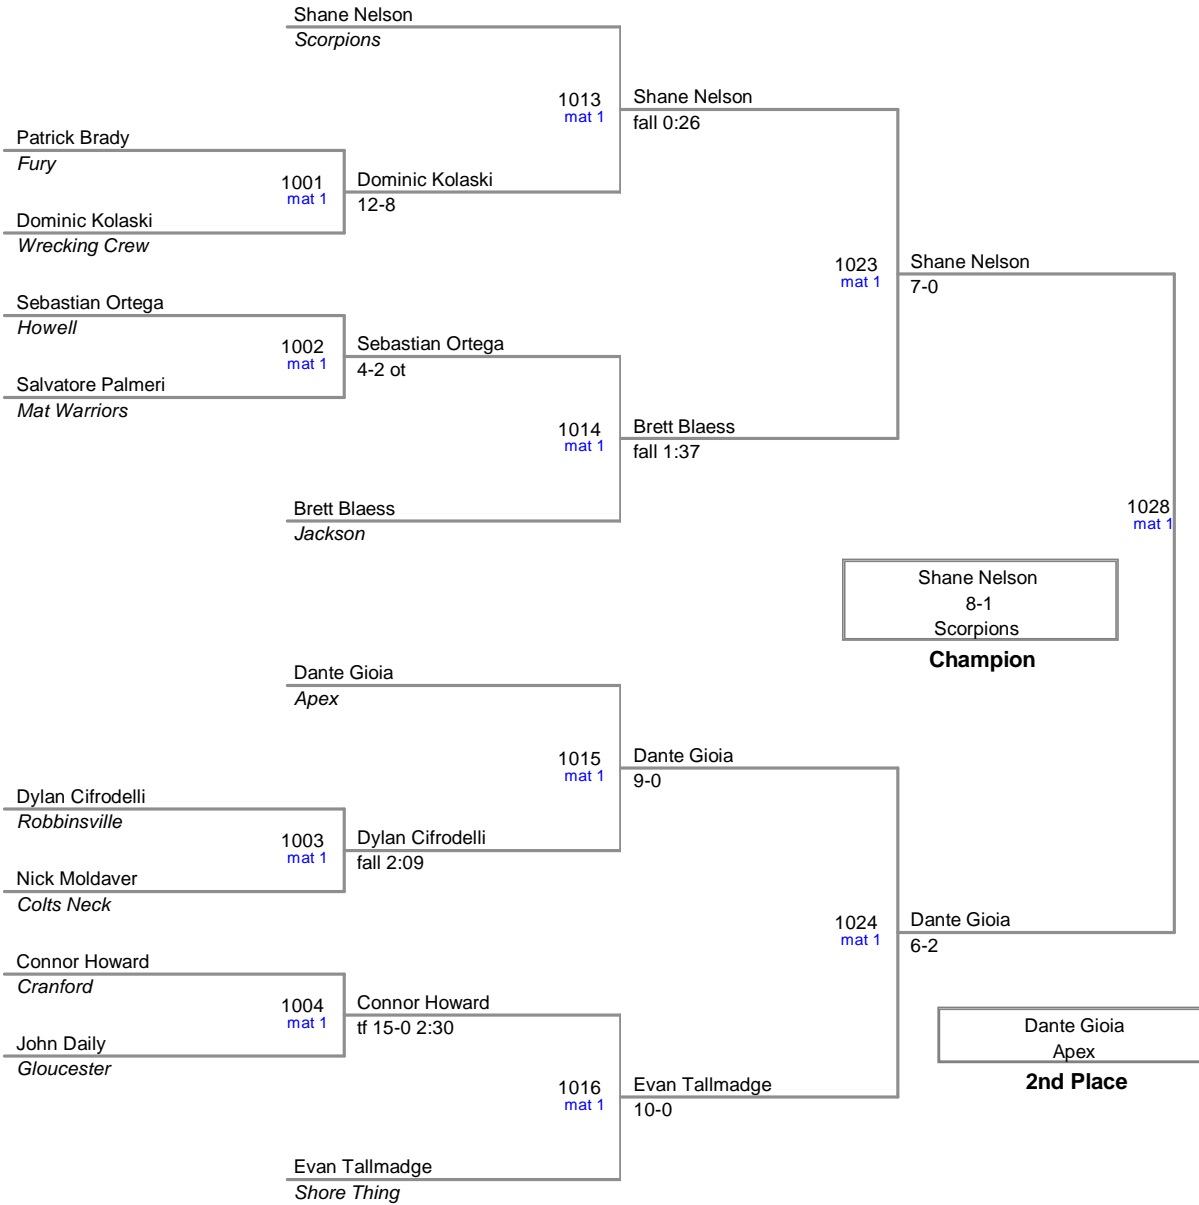 Shane Nelson
Scorpions
1013
mat 1
Shane Nelson
fall 0:26
Patrick Brady
Fury
1001
mat 1
Dominic Kolaski
12-8
Dominic Kolaski
Wrecking Crew
1023
mat 1
Shane Nelson
7-0
Sebastian Ortega
Howell
1002
mat 1
Sebastian Ortega
4-2 ot
Salvatore Palmeri
Mat Warriors
1014
mat 1
Brett Blaess
fall 1:37
Brett Blaess
Jackson
1028
mat 1
Shane Nelson
8-1
Scorpions
Champion
Dante Gioia
Apex
1015
mat 1
Dante Gioia
9-0
Dylan Cifrodelli
Robbinsville
1003
mat 1
Dylan Cifrodelli
fall 2:09
Nick Moldaver
Colts Neck
1024
mat 1
Dante Gioia
6-2
Connor Howard
Cranford
1004
mat 1
Connor Howard
tf 15-0 2:30
John Daily
Gloucester
Dante Gioia
Apex
2nd Place
1016
mat 1
Evan Tallmadge
10-0
Evan Tallmadge
Shore Thing